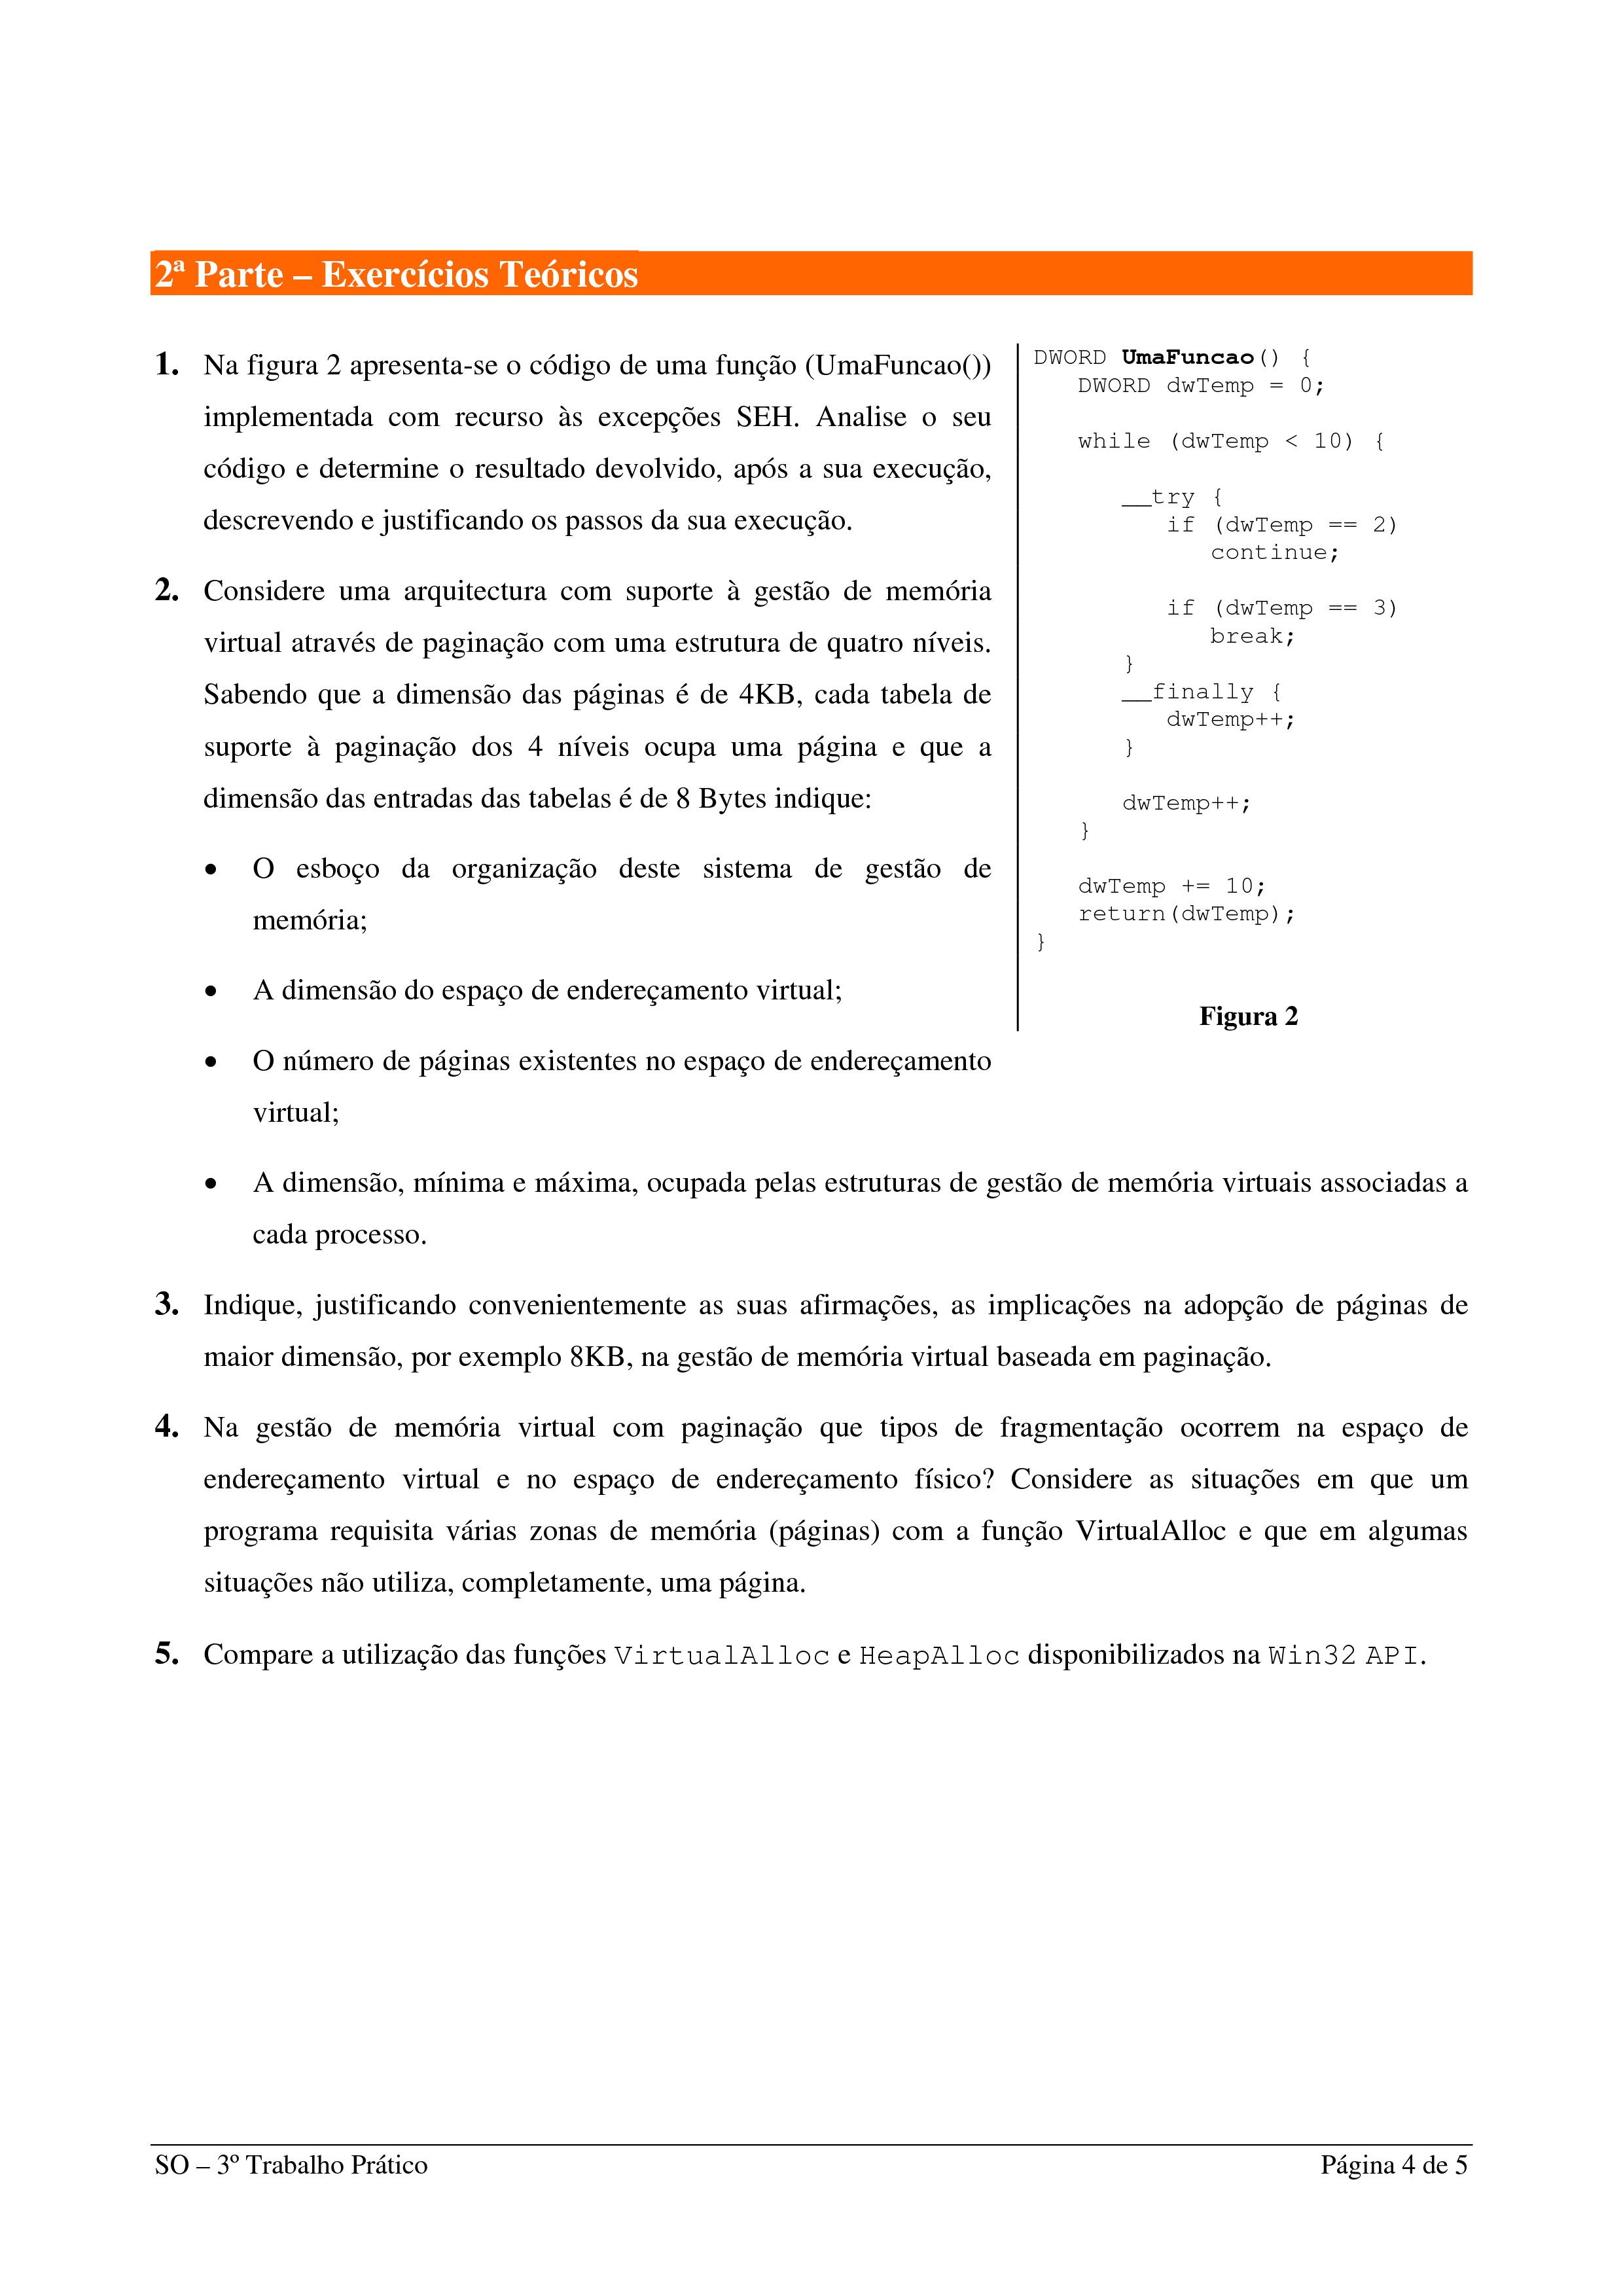 2ª Parte – Exercícios Teóricos
1. Na figura 2 apresenta-se o código de uma função (UmaFuncao())
implementada com recurso às excepções SEH. Analise o seu
código e determine o resultado devolvido, após a sua execução,
descrevendo e justificando os passos da sua execução.
2. Considere uma arquitectura com suporte à gestão de memória
virtual através de paginação com uma estrutura de quatro níveis.
Sabendo que a dimensão das páginas é de 4KB, cada tabela de
suporte à paginação dos 4 níveis ocupa uma página e que a
dimensão das entradas das tabelas é de 8 Bytes indique:
• O esboço da organização deste sistema de gestão de
memória;
• A dimensão do espaço de endereçamento virtual;
• O número de páginas existentes no espaço de endereçamento
virtual;
• A dimensão, mínima e máxima, ocupada pelas estruturas de gestão de memória virtuais associadas a
cada processo.
DWORD UmaFuncao() {
DWORD dwTemp = 0;
while (dwTemp < 10) {
__try {
if (dwTemp == 2)
continue;
if (dwTemp == 3)
break;
}
__finally {
dwTemp++;
}
dwTemp++;
}
dwTemp += 10;
return(dwTemp);
}
Figura 2
3. Indique, justificando convenientemente as suas afirmações, as implicações na adopção de páginas de
maior dimensão, por exemplo 8KB, na gestão de memória virtual baseada em paginação.
4. Na gestão de memória virtual com paginação que tipos de fragmentação ocorrem na espaço de
endereçamento virtual e no espaço de endereçamento físico? Considere as situações em que um
programa requisita várias zonas de memória (páginas) com a função VirtualAlloc e que em algumas
situações não utiliza, completamente, uma página.
5. Compare a utilização das funções VirtualAlloc e HeapAlloc disponibilizados na Win32 API.
SO – 3º Trabalho Prático
Página 4 de 5